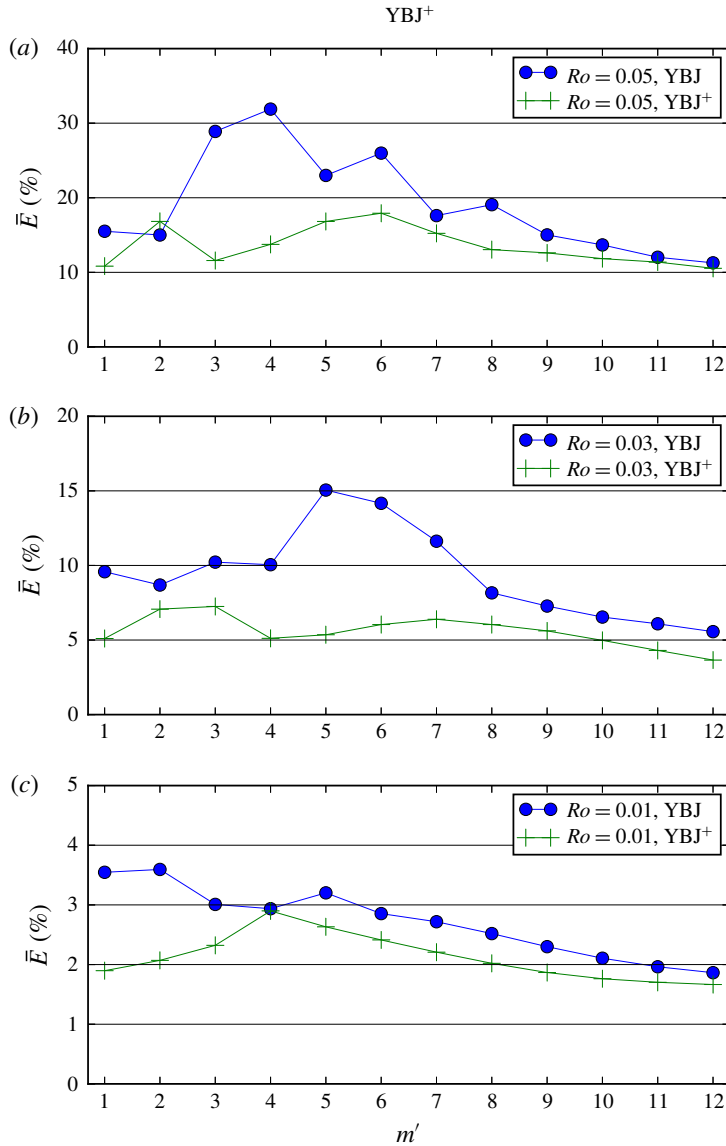 YBJ⁺
(a)
40
Ro = 0.05, YBJ
Ro = 0.05, YBJ⁺
30
Ē (%)
20
10
0
1 2 3 4 5 6 7 8 9 10 11 12
(b)
20
Ro = 0.03, YBJ
Ro = 0.03, YBJ⁺
15
Ē (%)
10
5
0
1 2 3 4 5 6 7 8 9 10 11 12
(c)
5
Ro = 0.01, YBJ
Ro = 0.01, YBJ⁺
4
3
Ē (%)
2
1
0
1 2 3 4 5 6 7 8 9 10 11 12
m′